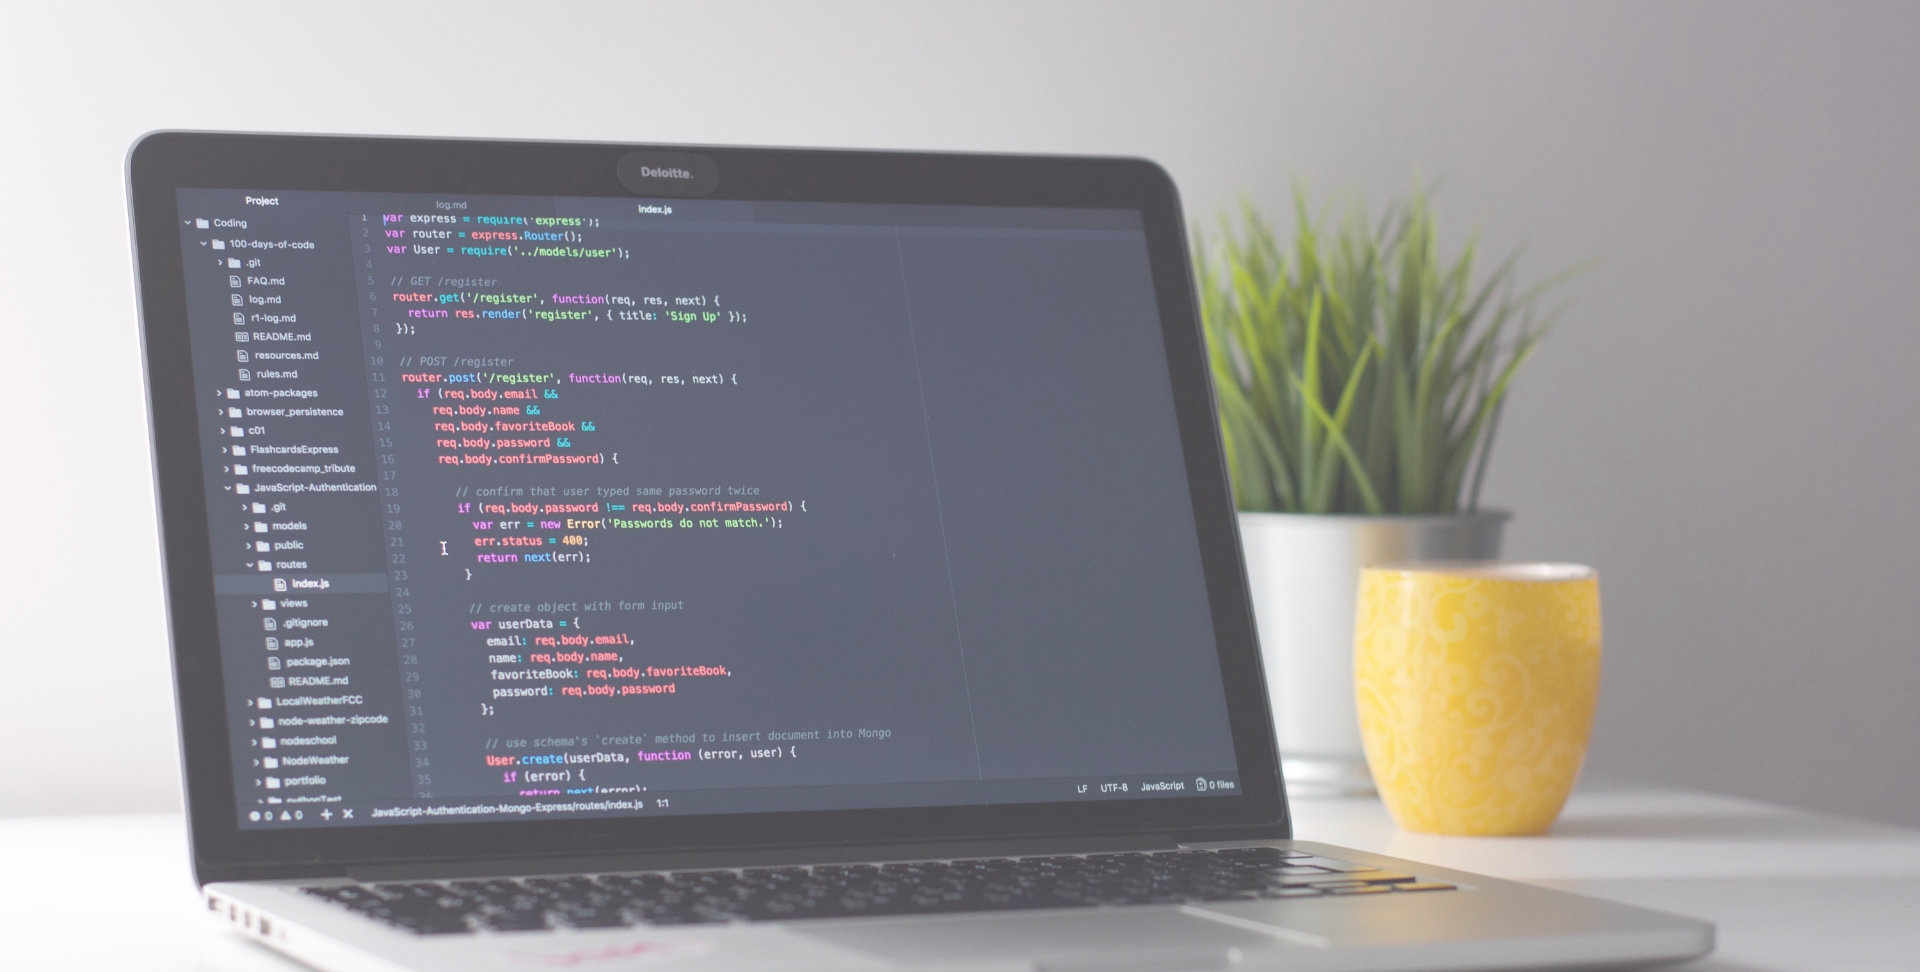 Deloitte.
Project
Coding
100-days-of-code
.git
FAQ.md
log.md
r1-log.md
README.md
resources.md
rules.md
atom-packages
browser_persistence
c01
FlashcardsExpress
freecodecamp_tribute
JavaScript-Authentication
.git
models
public
routes
index.js
views
.gitignore
app.js
package.json
README.md
LocalWeatherFCC
node-weather-zipcode
nodeschool
NodeWeather
portfolio
pythonTest
log.md
index.js
1 var express = require('express');
2 var router = express.Router();
3 var User = require('../models/user');
4
5 // GET /register
6 router.get('/register', function(req, res, next) {
7 return res.render('register', { title: 'Sign Up' });
8 });
9
10 // POST /register
11 router.post('/register', function(req, res, next) {
12 if (req.body.email &&
13 req.body.name &&
14 req.body.favoriteBook &&
15 req.body.password &&
16 req.body.confirmPassword) {
17
18 // confirm that user typed same password twice
19 if (req.body.password !== req.body.confirmPassword) {
20 var err = new Error('Passwords do not match.');
21 err.status = 400;
22 return next(err);
23 }
24
25 // create object with form input
26 var userData = {
27 email: req.body.email,
28 name: req.body.name,
29 favoriteBook: req.body.favoriteBook,
30 password: req.body.password
31 };
32
33 // use schema's `create` method to insert document into Mongo
34 User.create(userData, function (error, user) {
35 if (error) {
36 return next(error);
0 0 + × JavaScript-Authentication-Mongo-Express/routes/index.js 1:1 LF UTF-8 JavaScript 0 files